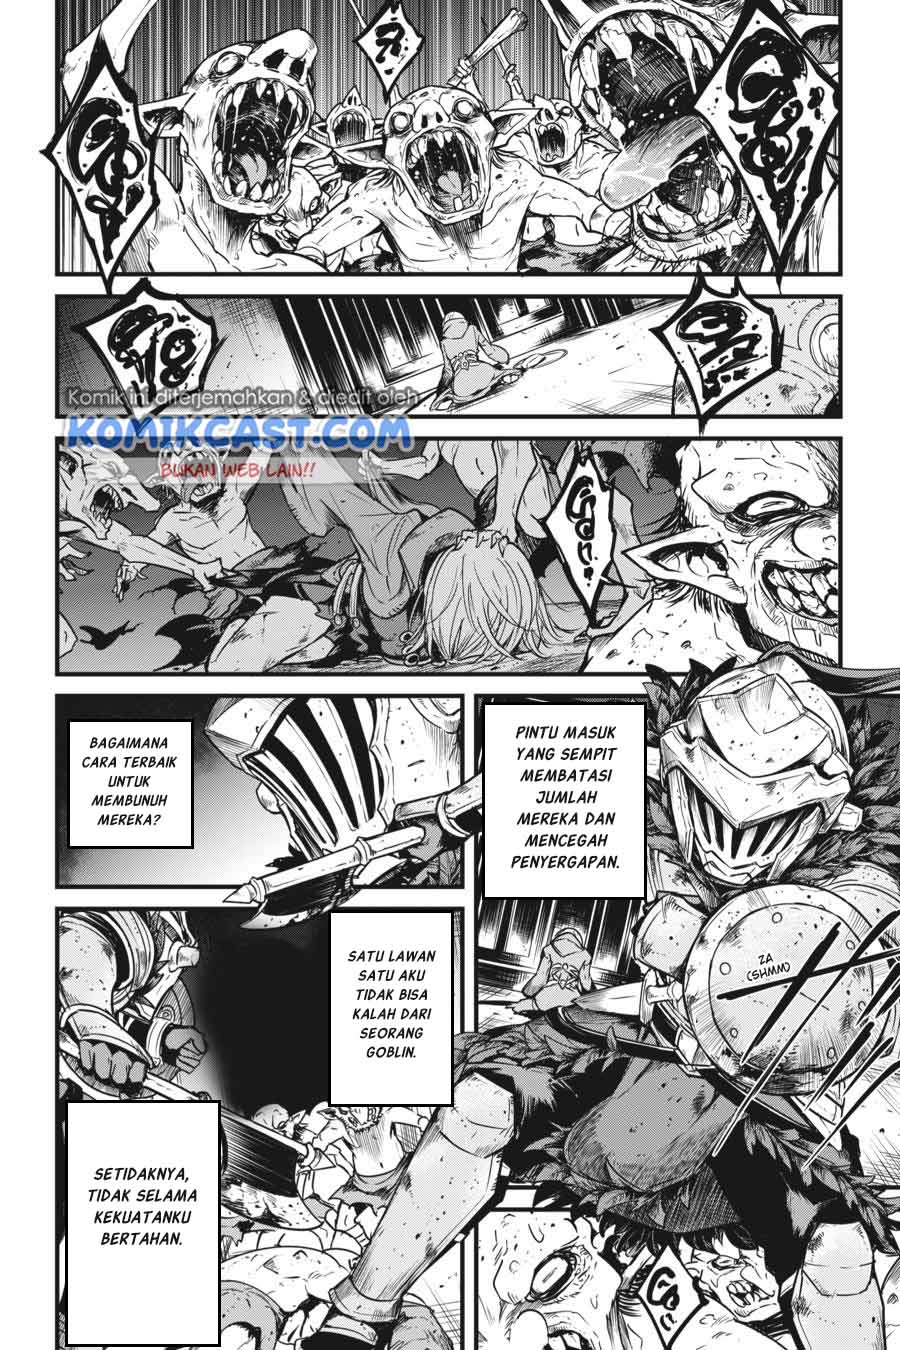 Komik ini diterjemahkan & diedit oleh
KOMIKCAST.COM
BUKAN WEB LAIN!!
PINTU MASUK
YANG SEMPIT
MEMBATASI
JUMLAH
MEREKA DAN
MENCEGAH
PENYERGAPAN.
ZA
(SHMM)
BAGAIMANA
CARA TERBAIK
UNTUK
MEMBUNUH
MEREKA?
SATU LAWAN
SATU AKU
TIDAK BISA
KALAH DARI
SEORANG
GOBLIN.
SETIDAKNYA,
TIDAK SELAMA
KEKUATANKU
BERTAHAN.